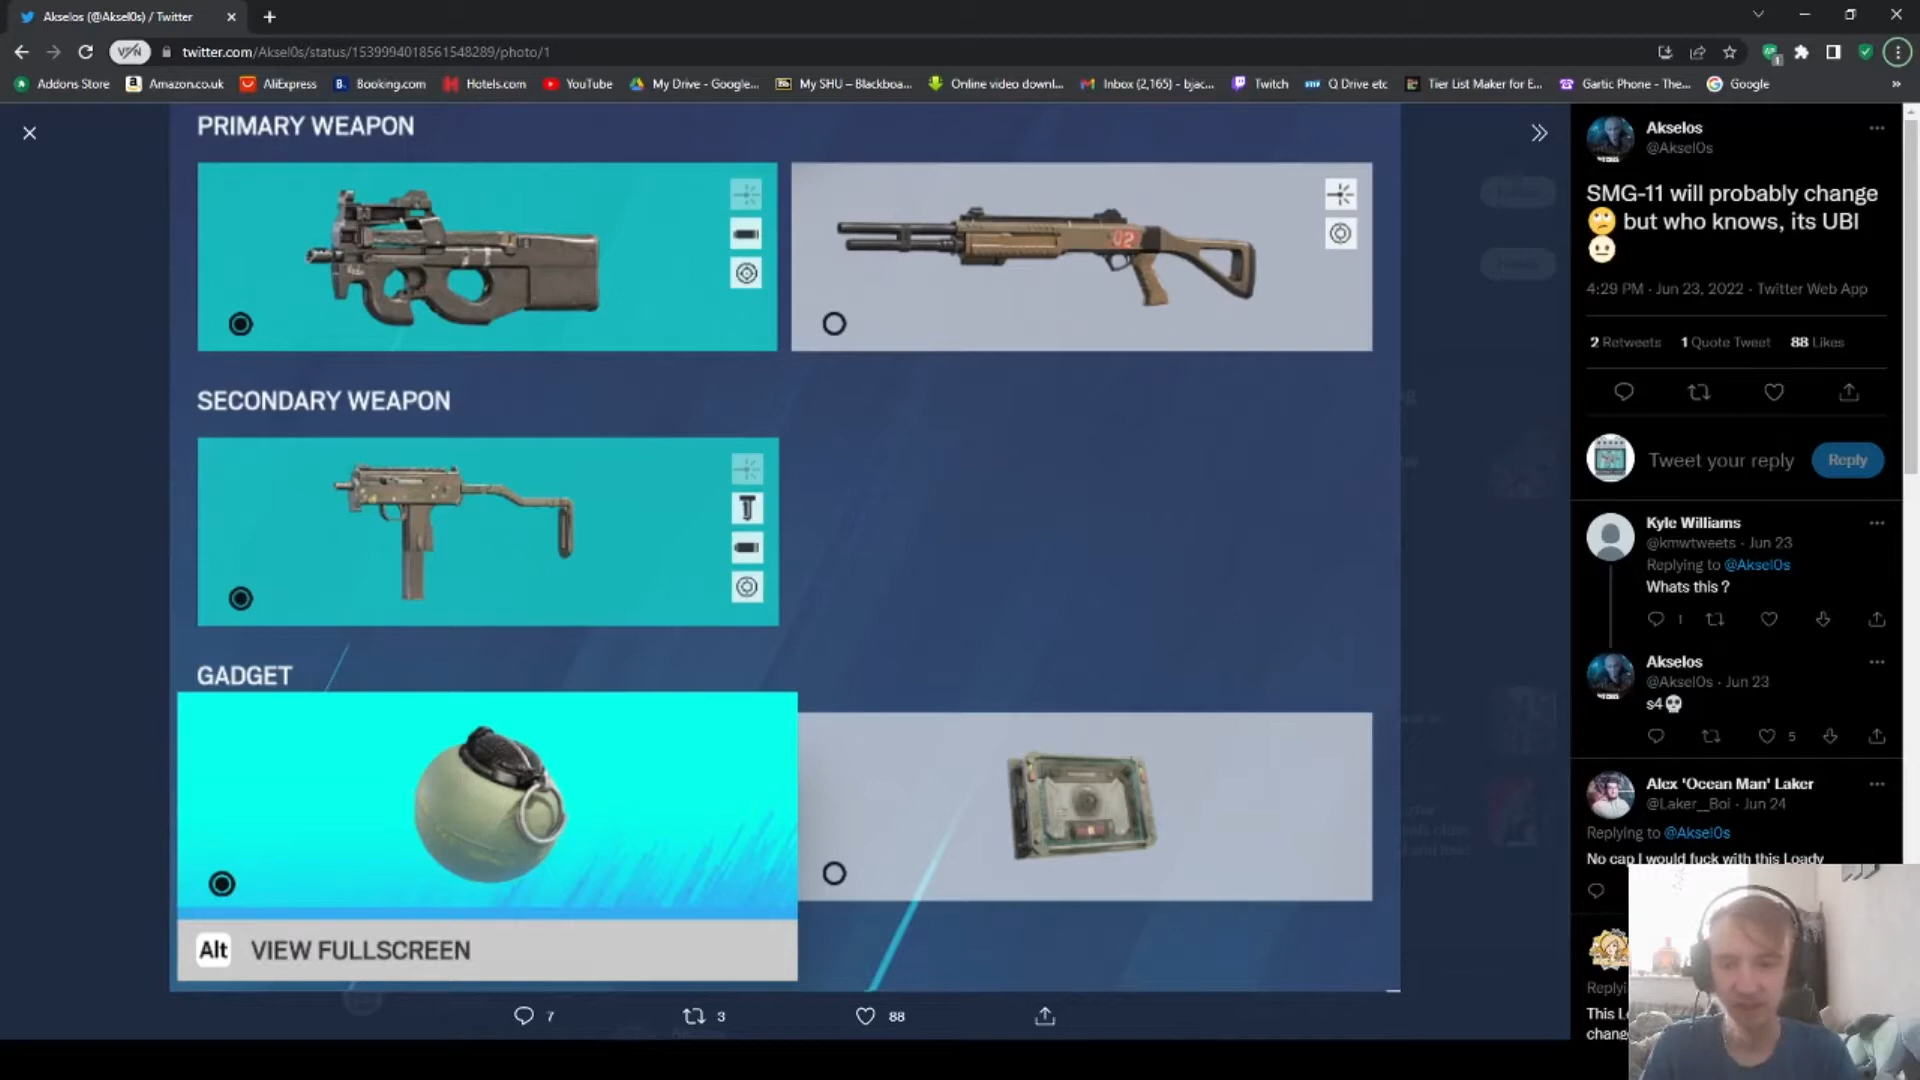 Akselos (@Aksel0s) / Twitter
twitter.com/Aksel0s/status/1539994018561548289/photo/1
VPN
Addons Store
Amazon.co.uk
AliExpress
Booking.com
Hotels.com
YouTube
My Drive - Google...
My SHU – Blackboa...
Online video downl...
Inbox (2,165) - bjac...
Twitch
Q Drive etc
Tier List Maker for E...
Gartic Phone - The...
Google
PRIMARY WEAPON
02
SECONDARY WEAPON
GADGET
Alt VIEW FULLSCREEN
7
3
88
Akselos
@Aksel0s
SMG-11 will probably change
🙄 but who knows, its UBI
😐
4:29 PM · Jun 23, 2022 · Twitter Web App
2 Retweets 1 Quote Tweet 88 Likes
Tweet your reply
Reply
Kyle Williams
@kmwtweets · Jun 23
Replying to @Aksel0s
Whats this ?
1
Akselos
@Aksel0s · Jun 23
s4💀
5
Alex 'Ocean Man' Laker
@Laker_Boi · Jun 24
Replying to @Aksel0s
No cap I would fuck with this Loady